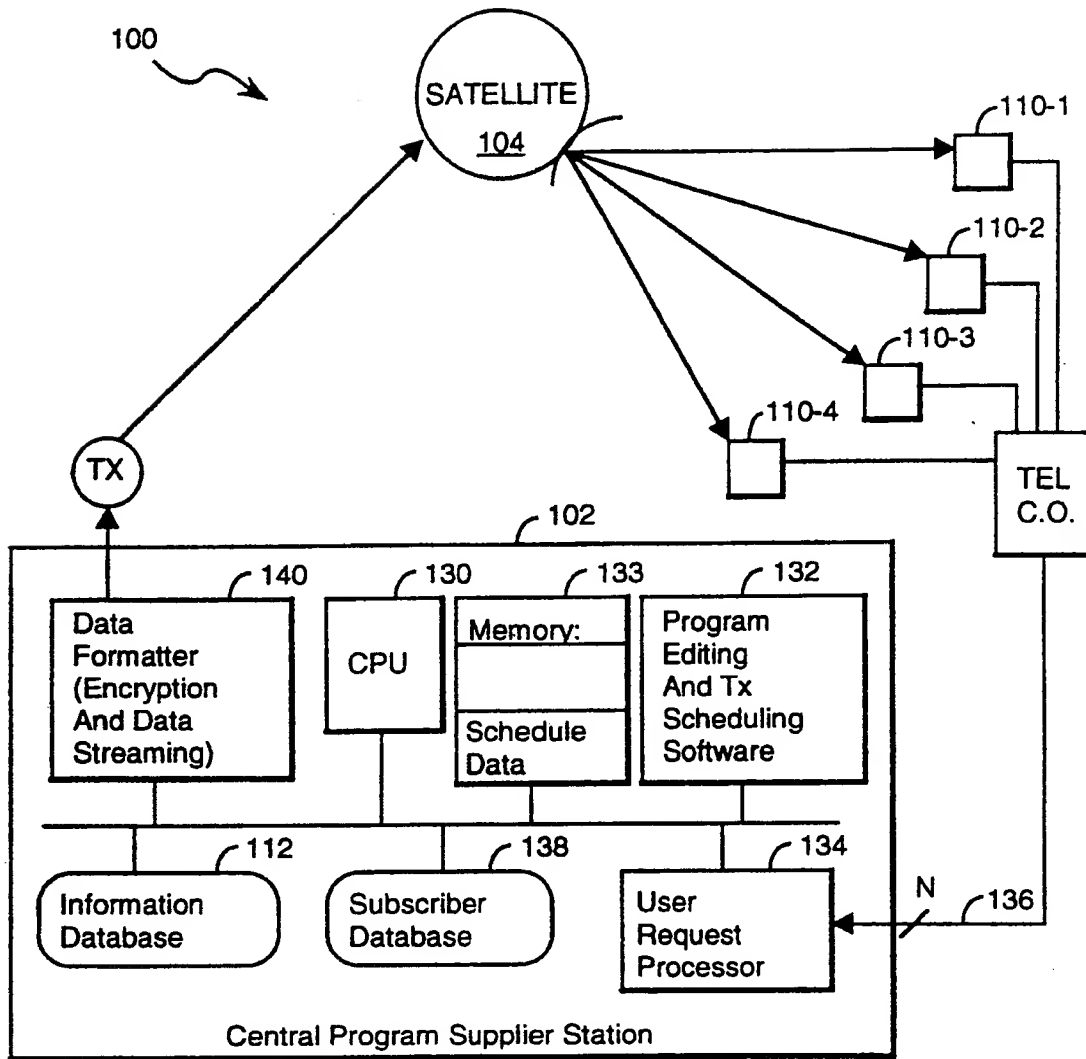 100
SATELLITE
104
110-1
110-2
110-3
110-4
TX
TEL
C.O.
102
140
130
133
132
Data
Formatter
(Encryption
And Data
Streaming)
CPU
Memory:
Schedule
Data
Program
Editing
And Tx
Scheduling
Software
112
138
134
Information
Database
Subscriber
Database
User
Request
Processor
N
136
Central Program Supplier Station